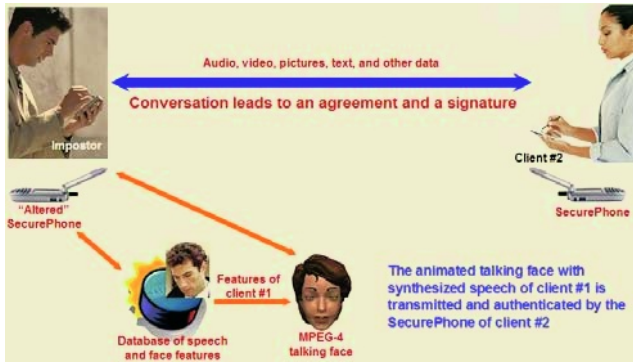 Audio, video, pictures, text, and other data
Conversation leads to an agreement and a signature
Impostor
Client #2
"Altered"
SecurePhone
SecurePhone
Features of
client #1
Database of speech
and face features
MPEG-4
talking face
The animated talking face with
synthesized speech of client #1 is
transmitted and authenticated by the
SecurePhone of client #2